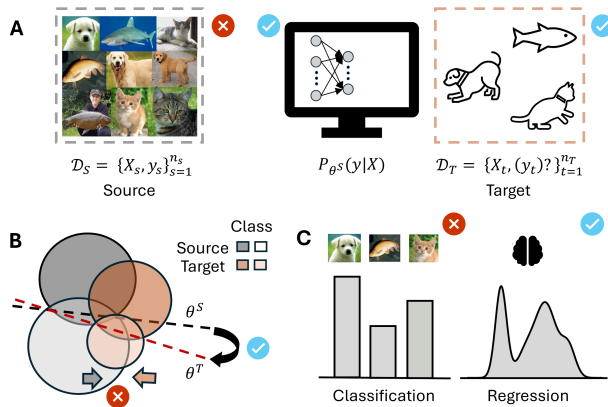 A
𝒟_S = {X_s, y_s}_{s=1}^{n_s}
Source
P_{θ^S}(y|X)
𝒟_T = {X_t, (y_t)?}_{t=1}^{n_T}
Target
B
Class
Source
Target
θ^S
θ^T
C
Classification
Regression